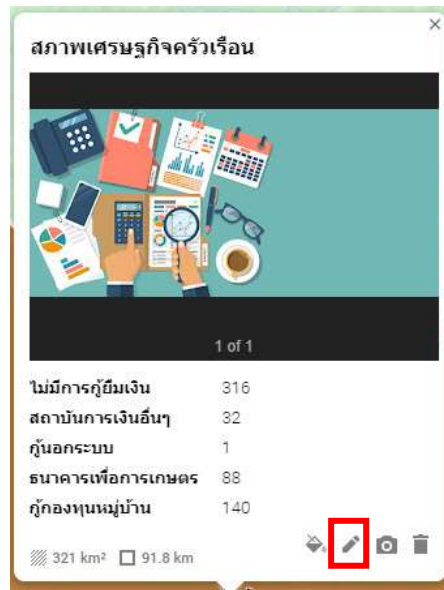 สภาพเศรษฐกิจครัวเรือน
1 of 1
ไม่มีการกู้ยืมเงิน 316
สถาบันการเงินอื่นๆ 32
กู้นอกระบบ 1
ธนาคารเพื่อการเกษตร 88
กู้กองทุนหมู่บ้าน 140
321 km² 91.8 km